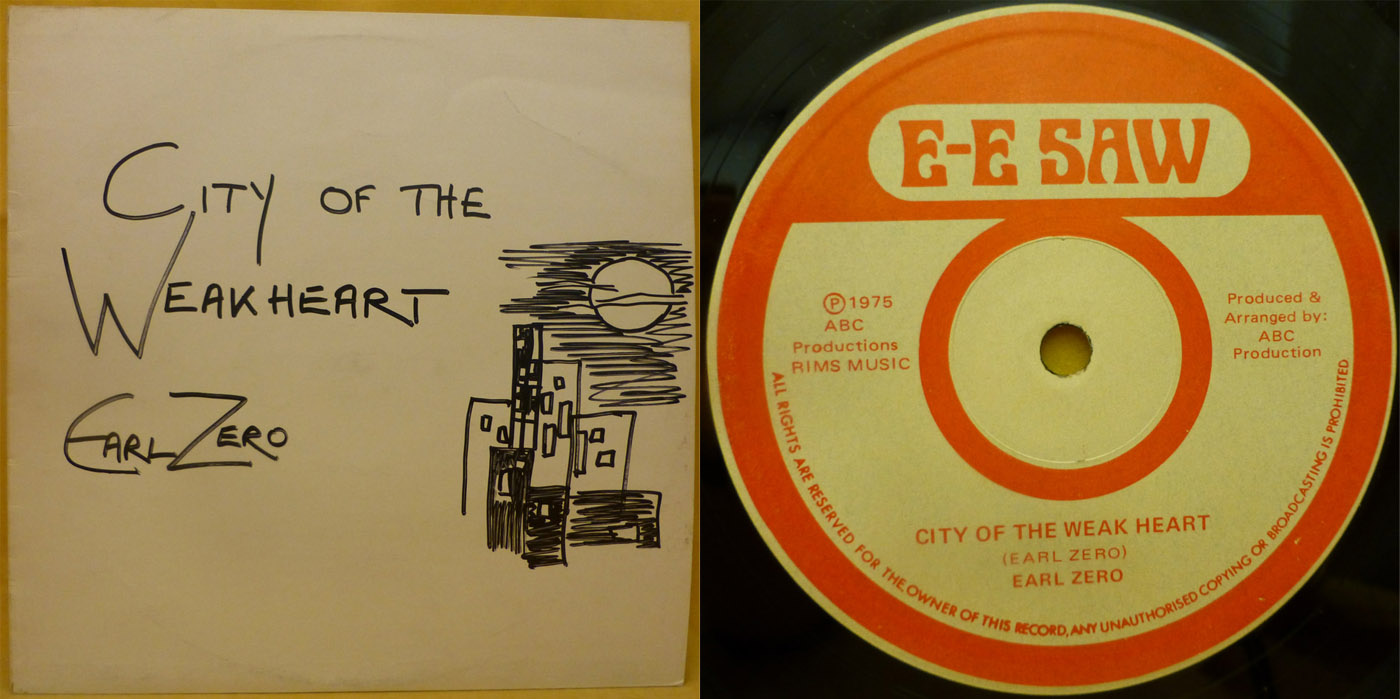 CITY OF THE
WEAKHEART
EARL ZERO
E-E SAW
℗1975
ABC
Productions
RIMS MUSIC
Produced &
Arranged by:
ABC
Production
CITY OF THE WEAK HEART
(EARL ZERO)
EARL ZERO
ALL RIGHTS ARE RESERVED FOR THE OWNER OF THIS RECORD, ANY UNAUTHORISED COPYING OR BROADCASTING IS PROHIBITED